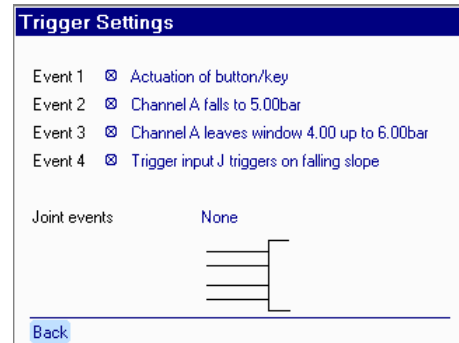 Trigger Settings
Event 1 Actuation of button/key
Event 2 Channel A falls to 5.00bar
Event 3 Channel A leaves window 4.00 up to 6.00bar
Event 4 Trigger input J triggers on falling slope
Joint events None
Back